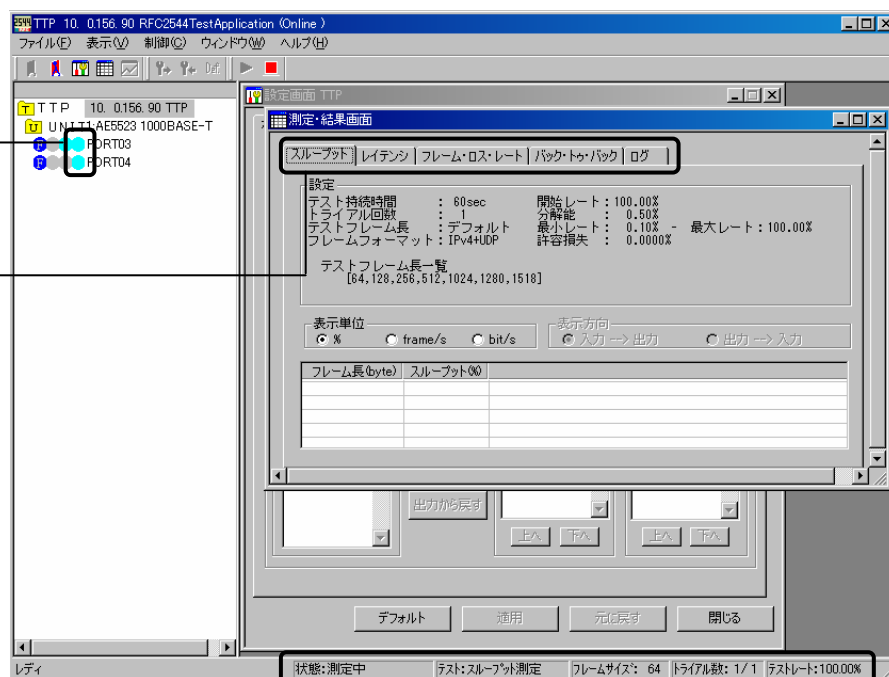 TTP 10. 0.156. 90 RFC2544TestApplication (Online )
ファイル(F) 表示(V) 制御(C) ウィンドウ(W) ヘルプ(H)
Def.
TTP 10. 0.156. 90 TTP
UNIT1:AE5523 1000BASE-T
PORT03
PORT04
設定画面 TTP
測定・結果画面
スループット レイテンシ フレーム・ロス・レート バック・トゥ・バック ログ
設定
テスト持続時間 : 60sec 開始レート:100.00%
トライアル回数 : 1 分解能 : 0.50%
テストフレーム長 :デフォルト 最小レート: 0.10% - 最大レート:100.00%
フレームフォーマット:IPv4+UDP 許容損失 : 0.0000%
テストフレーム長一覧
[64,128,256,512,1024,1280,1518]
表示単位
% frame/s bit/s
表示方向
入力 --> 出力 出力 --> 入力
フレーム長(byte) スループット(%)
出力から戻す
上へ 下へ 上へ 下へ
デフォルト 適用 元に戻す 閉じる
レディ 状態:測定中 テスト:スループット測定 フレームサイズ: 64 トライアル数: 1/1 テストレート:100.00%